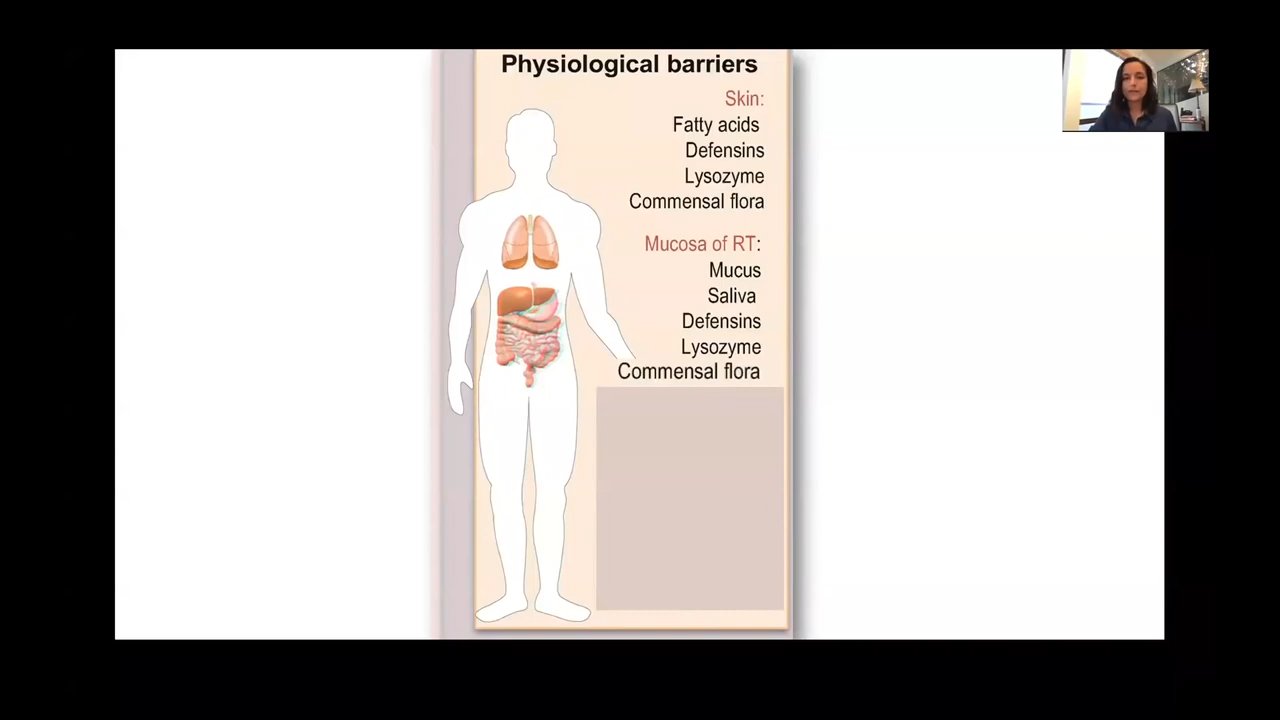 Physiological barriers
Skin:
Fatty acids
Defensins
Lysozyme
Commensal flora
Mucosa of RT:
Mucus
Saliva
Defensins
Lysozyme
Commensal flora